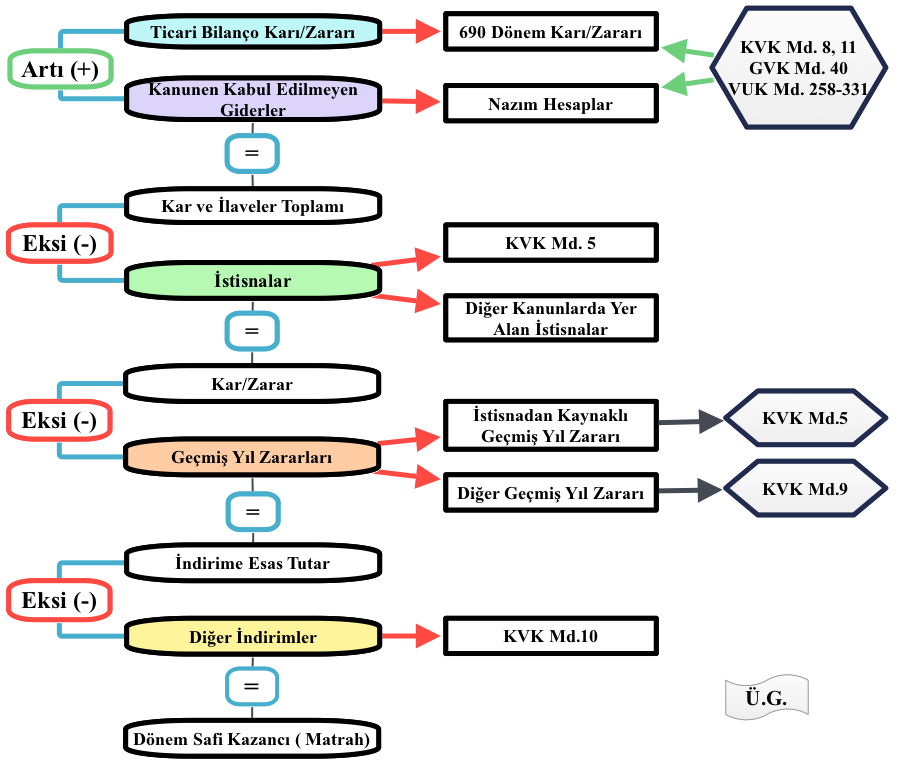 Ticari Bilanço Karı/Zararı
690 Dönem Karı/Zararı
KVK Md. 8, 11
GVK Md. 40
VUK Md. 258-331
Artı (+)
Kanunen Kabul Edilmeyen
Giderler
Nazım Hesaplar
=
Kar ve İlaveler Toplamı
Eksi (-)
KVK Md. 5
İstisnalar
Diğer Kanunlarda Yer
Alan İstisnalar
=
Kar/Zarar
Eksi (-)
İstisnadan Kaynaklı
Geçmiş Yıl Zararı
KVK Md.5
Geçmiş Yıl Zararları
Diğer Geçmiş Yıl Zararı
KVK Md.9
=
İndirime Esas Tutar
Eksi (-)
Diğer İndirimler
KVK Md.10
=
Ü.G.
Dönem Safi Kazancı ( Matrah)